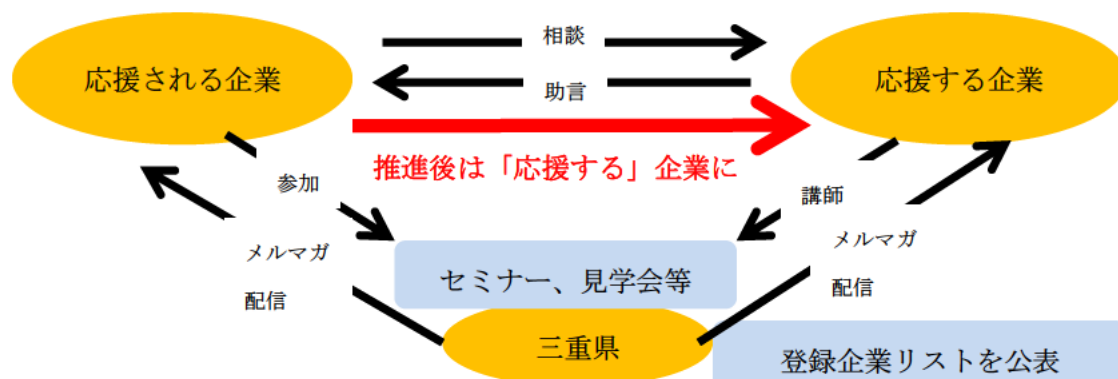 相談
応援される企業
応援する企業
助言
推進後は「応援する」企業に
参加
講師
メルマガ
配信
メルマガ
配信
セミナー、見学会等
三重県
登録企業リストを公表